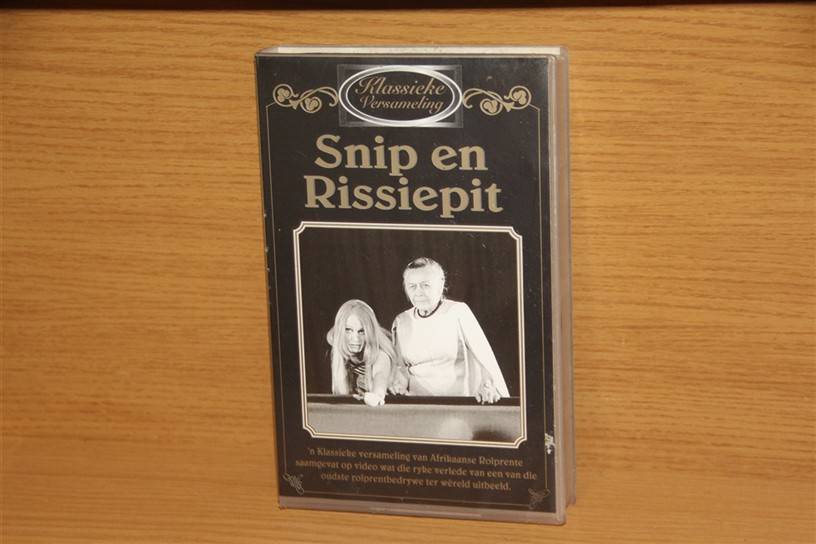 Klassieke
Versameling
Snip en
Rissiepit
'n Klassieke versameling van Afrikaanse Rolprente
saamgevat op video wat die ryke verlede van een van die
oudste rolprentbedrywe ter wêreld uitbeeld.